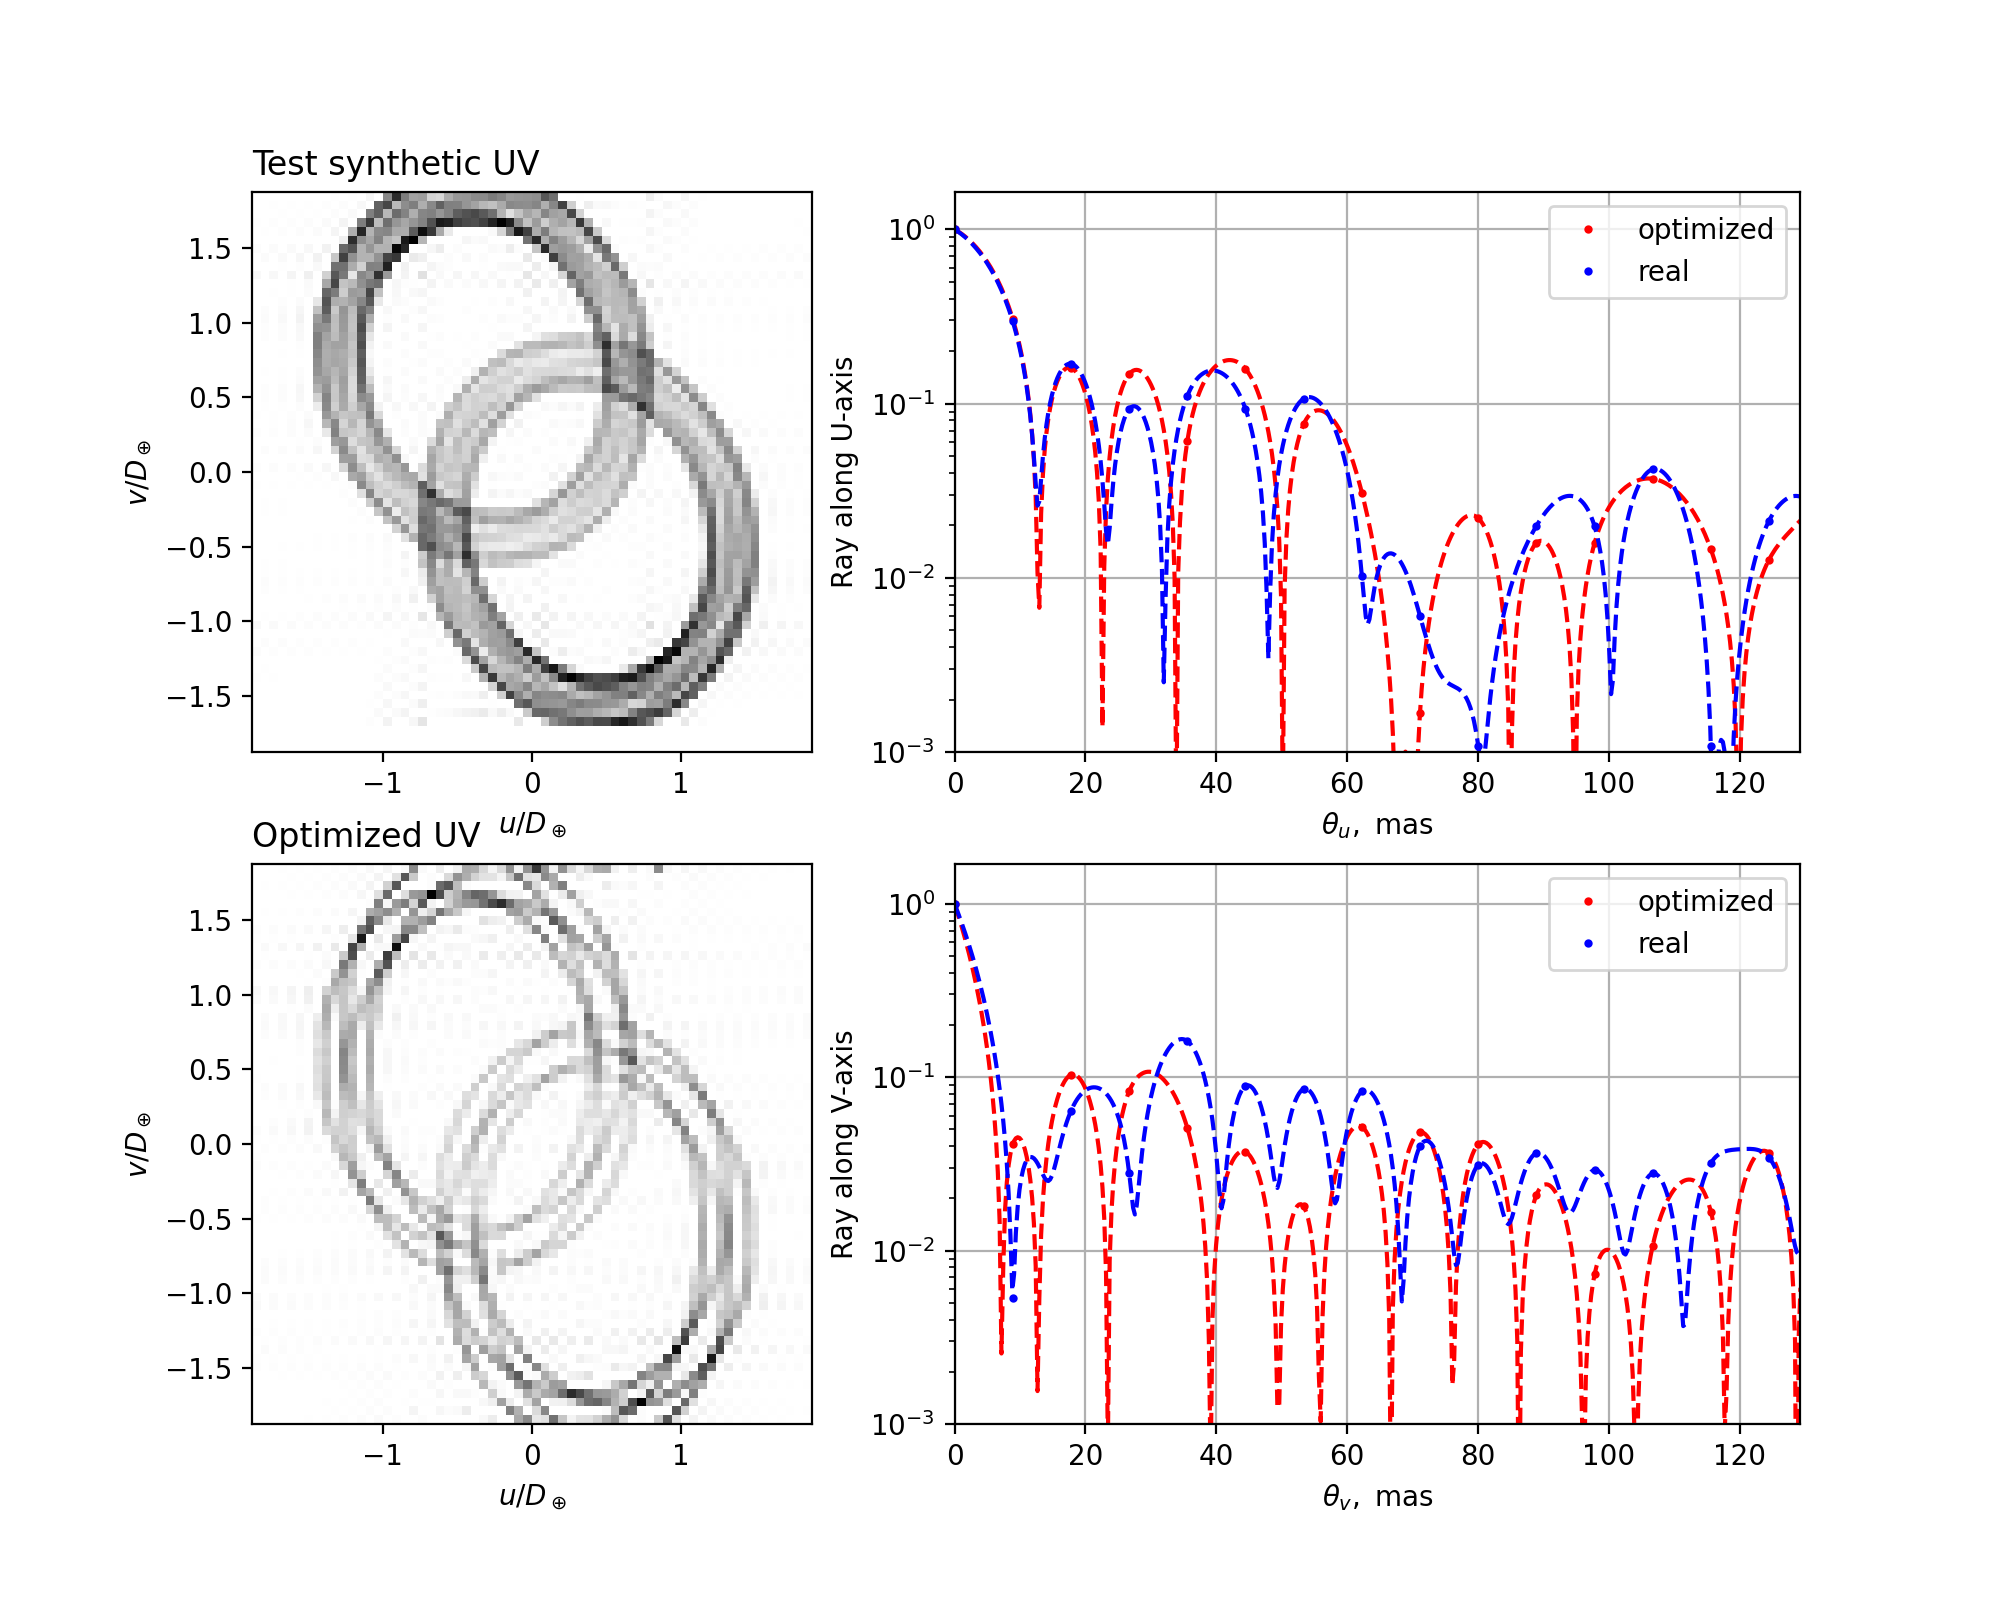 Test synthetic UV
1.5
1.0
0.5
0.0
−0.5
−1.0
−1.5
v/D⊕
−1 0 1
u/D⊕
10⁰
10⁻¹
10⁻²
10⁻³
Ray along U-axis
optimized
real
0 20 40 60 80 100 120
θᵤ, mas
Optimized UV
1.5
1.0
0.5
0.0
−0.5
−1.0
−1.5
v/D⊕
−1 0 1
u/D⊕
10⁰
10⁻¹
10⁻²
10⁻³
Ray along V-axis
optimized
real
0 20 40 60 80 100 120
θᵥ, mas